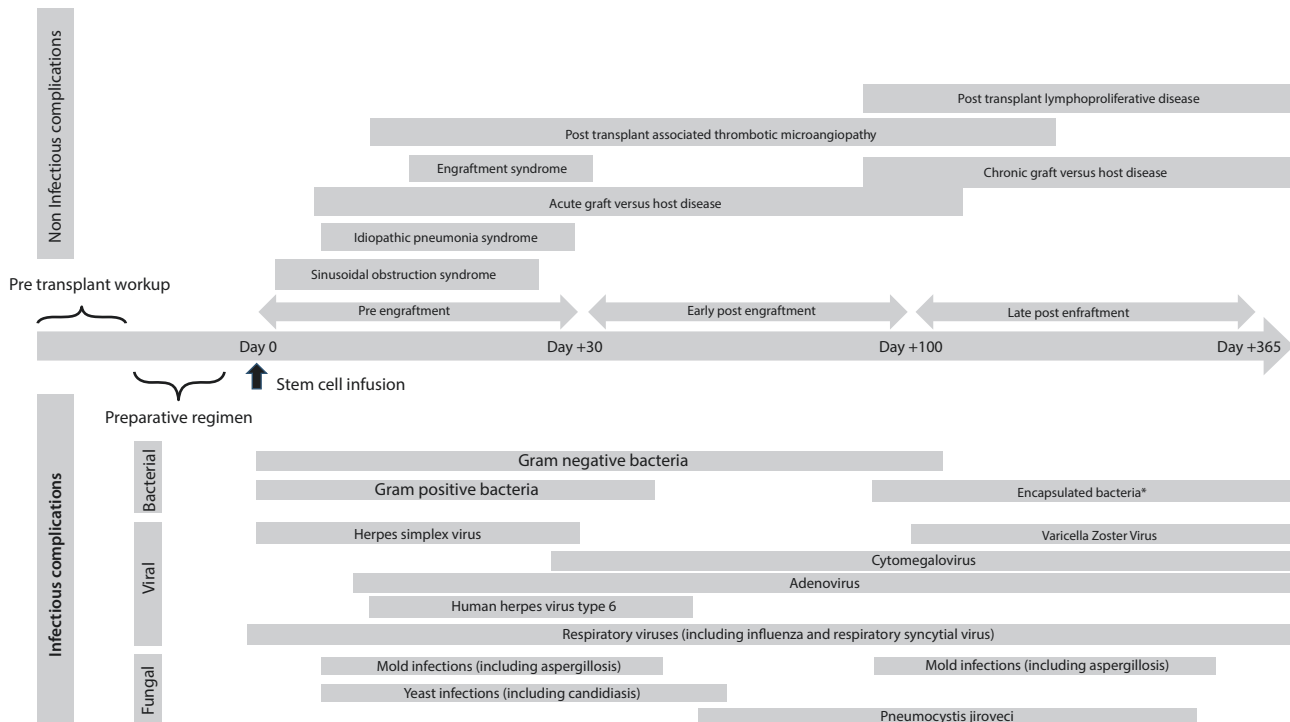 Non Infectious complications
Post transplant lymphoproliferative disease
Post transplant associated thrombotic microangiopathy
Engraftment syndrome
Chronic graft versus host disease
Acute graft versus host disease
Idiopathic pneumonia syndrome
Sinusoidal obstruction syndrome
Pre transplant workup
Pre engraftment
Early post engraftment
Late post enfraftment
Day 0
Day +30
Day +100
Day +365
Stem cell infusion
Preparative regimen
Infectious complications
Bacterial
Gram negative bacteria
Gram positive bacteria
Encapsulated bacteria*
Viral
Herpes simplex virus
Varicella Zoster Virus
Cytomegalovirus
Adenovirus
Human herpes virus type 6
Respiratory viruses (including influenza and respiratory syncytial virus)
Fungal
Mold infections (including aspergillosis)
Mold infections (including aspergillosis)
Yeast infections (including candidiasis)
Pneumocystis jiroveci